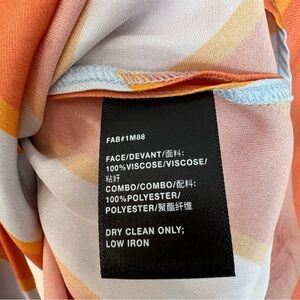 FAB#1M88
FACE/DEVANT/面料:
100%VISCOSE/VISCOSE/
粘纤
COMBO/COMBO/配料:
100%POLYESTER/
POLYESTER/聚酯纤维
DRY CLEAN ONLY;
LOW IRON